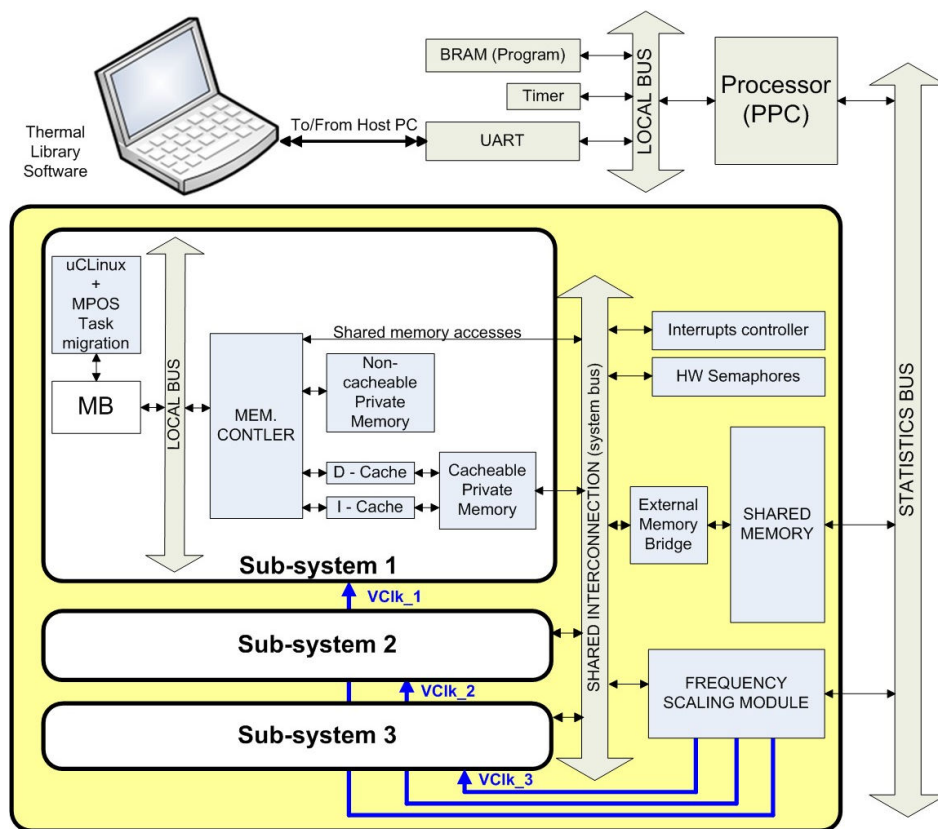 BRAM (Program)
Timer
UART
LOCAL BUS
Processor
(PPC)
To/From Host PC
Thermal
Library
Software
STATISTICS BUS
uCLinux
+
MPOS
Task
migration
MB
LOCAL BUS
MEM.
CONTLER
Shared memory accesses
Non-
cacheable
Private
Memory
D - Cache
I - Cache
Cacheable
Private
Memory
Sub-system 1
VClk_1
Sub-system 2
VClk_2
Sub-system 3
VClk_3
SHARED INTERCONNECTION (system bus)
Interrupts controller
HW Semaphores
External
Memory
Bridge
SHARED
MEMORY
FREQUENCY
SCALING MODULE